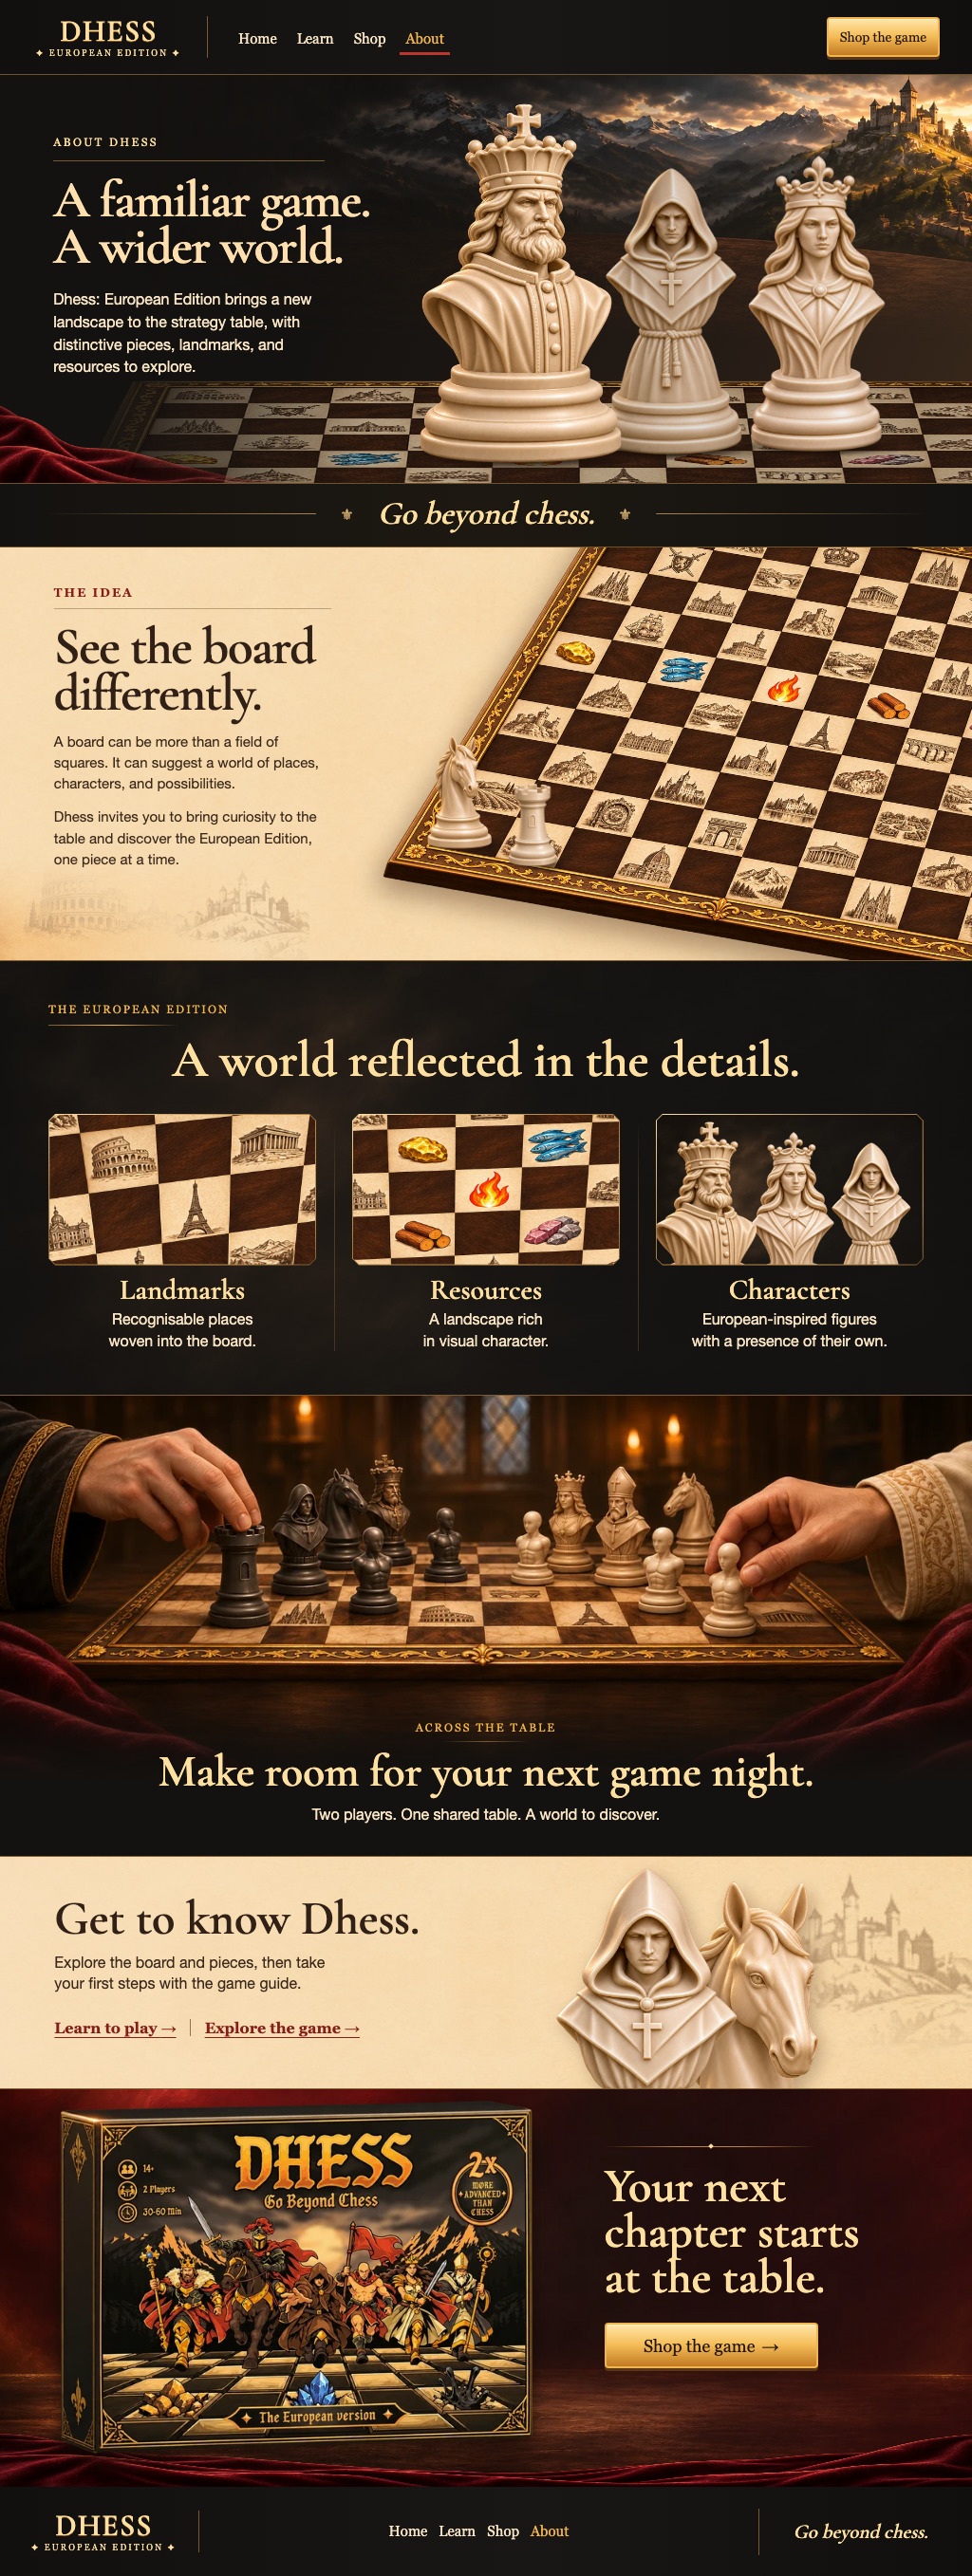 DHESS
EUROPEAN EDITION
Home Learn Shop About
Shop the game
ABOUT DHESS
A familiar game.
A wider world.
Dhess: European Edition brings a new
landscape to the strategy table, with
distinctive pieces, landmarks, and
resources to explore.
Go beyond chess.
THE IDEA
See the board
differently.
A board can be more than a field of
squares. It can suggest a world of places,
characters, and possibilities.
Dhess invites you to bring curiosity to the
table and discover the European Edition,
one piece at a time.
THE EUROPEAN EDITION
A world reflected in the details.
Landmarks
Recognisable places
woven into the board.
Resources
A landscape rich
in visual character.
Characters
European-inspired figures
with a presence of their own.
ACROSS THE TABLE
Make room for your next game night.
Two players. One shared table. A world to discover.
Get to know Dhess.
Explore the board and pieces, then take
your first steps with the game guide.
Learn to play →
Explore the game →
DHESS
Go Beyond Chess
14+
2 Players
30-60 Min
2X
MORE
ADVANCED
THAN
CHESS
The European version
Your next
chapter starts
at the table.
Shop the game →
DHESS
EUROPEAN EDITION
Home Learn Shop About
Go beyond chess.